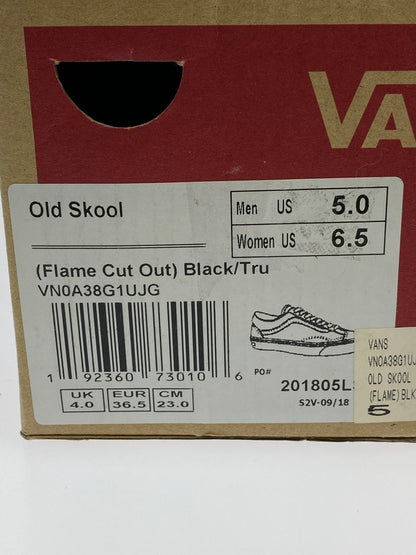 VA
Old Skool
Men US 5.0
Women US 6.5
(Flame Cut Out) Black/Tru
VN0A38G1UJG
1 92360 73010 6
PO#
201805L
S2V-09/18
UK 4.0
EUR 36.5
CM 23.0
VANS
VN0A38G1UJ
OLD SKOOL
(FLAME)BLK
5